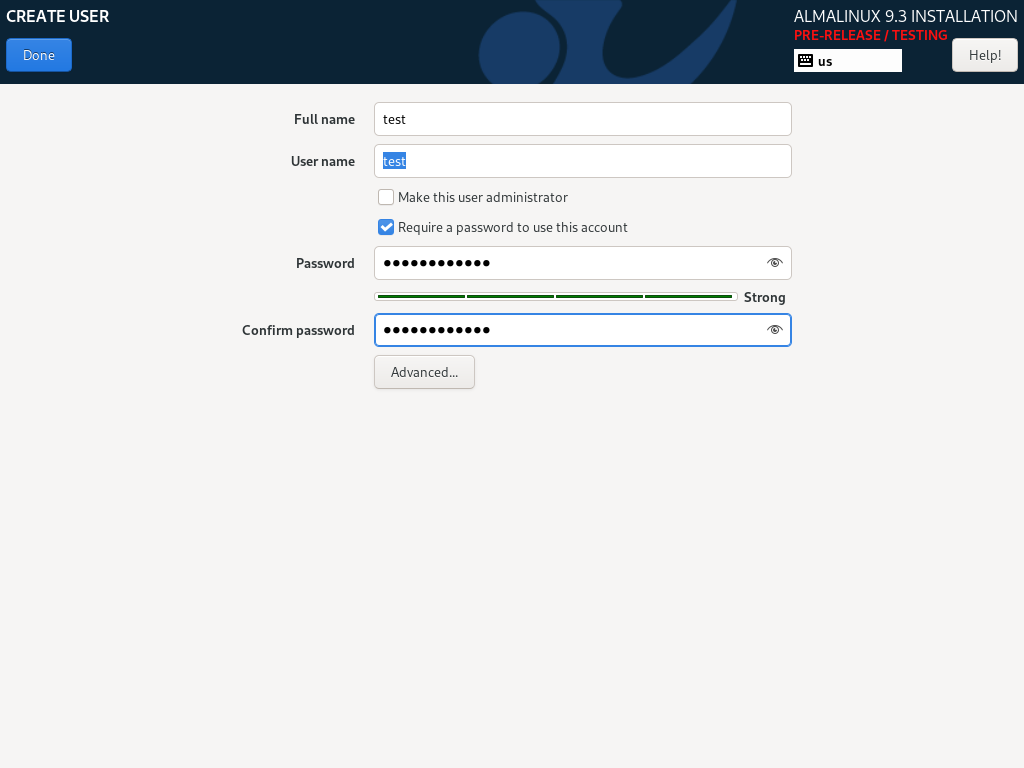 CREATE USER
ALMALINUX 9.3 INSTALLATION
PRE-RELEASE / TESTING
Done
us
Help!
Full name
test
User name
test
Make this user administrator
Require a password to use this account
Password
●●●●●●●●●●●●
Strong
Confirm password
●●●●●●●●●●●●
Advanced...